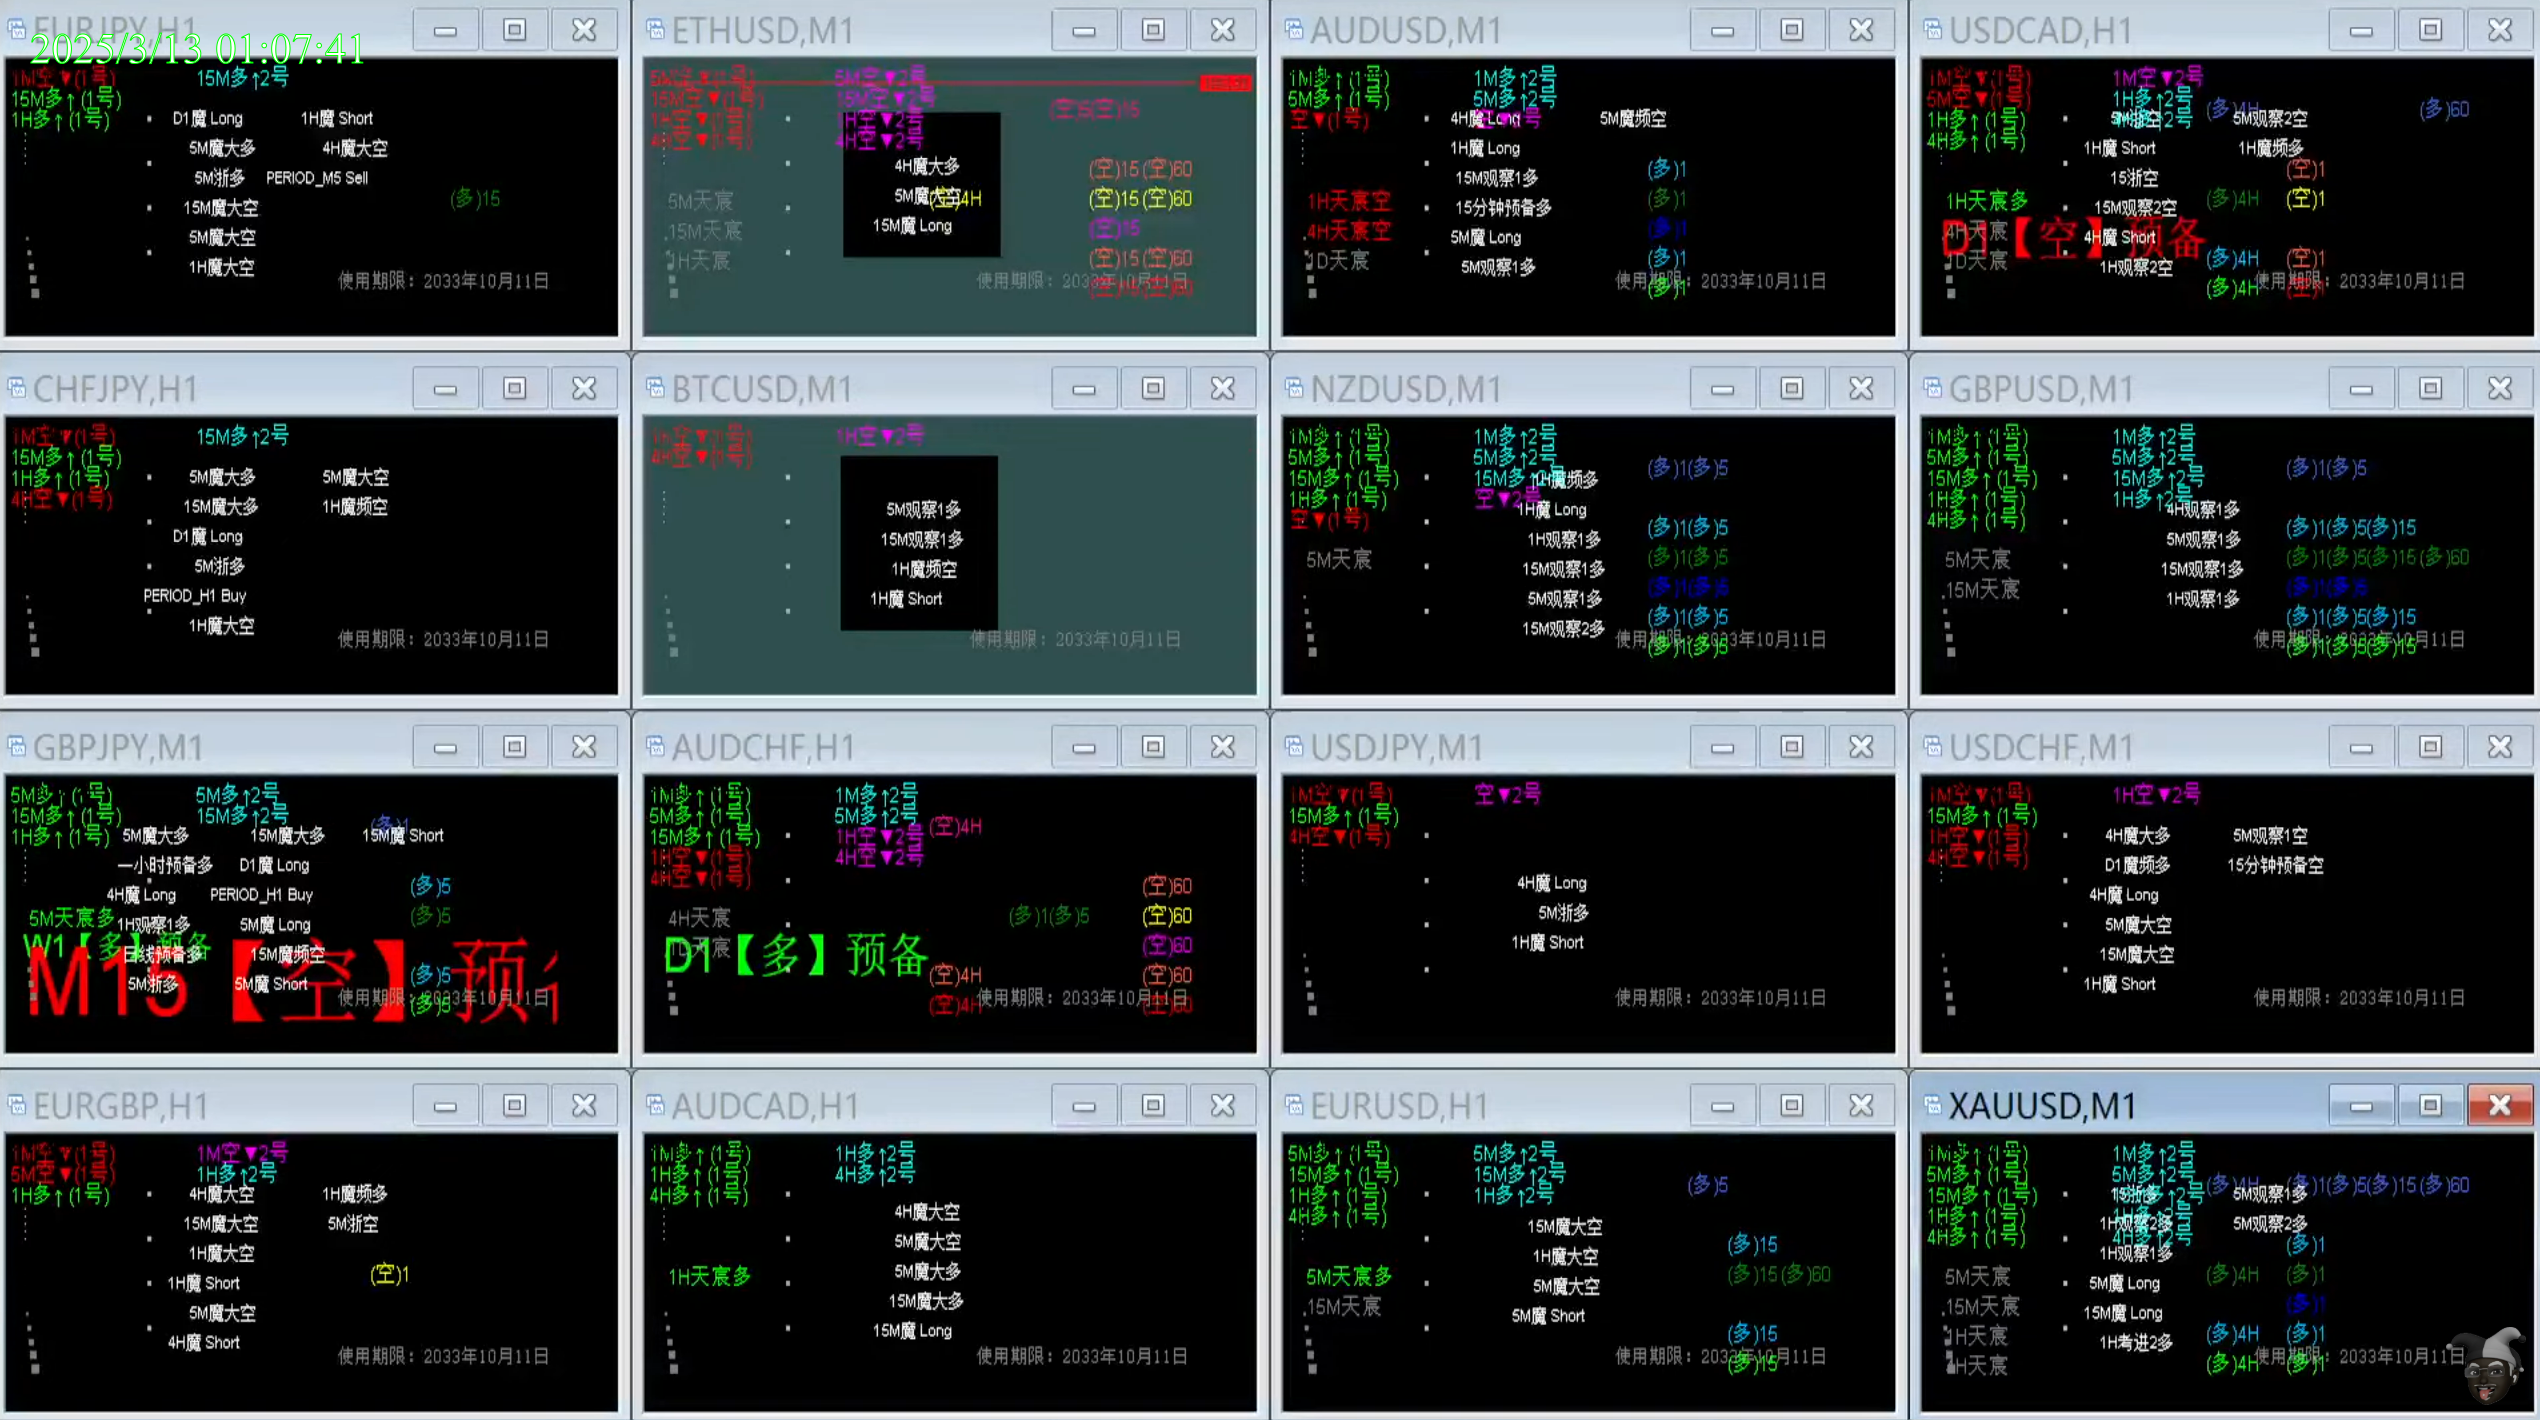 EURJPY,H1
2025/3/13 01:07:41
1M空▼(1号)
15M多↑2号
15M多↑(1号)
1H多↑(1号)
D1魔 Long
1H魔 Short
5M魔大多
4H魔大空
5M浙多
PERIOD_M5 Sell
(多)15
15M魔大空
5M魔大空
1H魔大空
使用期限：2033年10月11日
ETHUSD,M1
5M空▼(1号)
5M空▼2号
15M空▼(1号)
15M空▼2号
(空)5(空)15
1H空▼(1号)
1H空▼2号
4H空▼(1号)
4H空▼2号
4H魔大多
(空)15(空)60
5M天宸
5M魔大空
(空)4H
(空)15(空)60
15M魔 Long
15M天宸
(空)15
1H天宸
(空)15(空)60
使用期限：2033年10月11日
(空)15(空)60
AUDUSD,M1
1M多↑(1号)
1M多↑2号
5M多↑(1号)
5M多↑2号
空▼(1号)
空▼2号
4H魔 Long
5M魔频空
1H魔 Long
15M观察1多
(多)1
1H天宸空
15分钟预备多
(多)1
4H天宸空
5M魔 Long
(多)1
1D天宸
5M观察1多
(多)1
使用期限：2033年10月11日
(多)1
USDCAD,H1
1M空▼(1号)
1M空▼2号
5M空▼(1号)
1H多↑2号
1H多↑(1号)
(多)4H
(多)60
4H多↑(1号)
5M观察2空
1H魔 Short
1H魔频多
15浙空
(空)1
1H天宸多
15M观察2空
(多)4H
(空)1
D1【空】预备
4H天宸
4H魔 Short
1D天宸
1H观察2空
(多)4H
(空)1
使用期限：2033年10月11日
(多)4H
(空)1
CHFJPY,H1
1M空▼(1号)
15M多↑2号
15M多↑(1号)
1H多↑(1号)
4H空▼(1号)
5M魔大多
5M魔大空
15M魔大多
1H魔频空
D1魔 Long
5M浙多
PERIOD_H1 Buy
1H魔大空
使用期限：2033年10月11日
BTCUSD,M1
1H空▼(1号)
1H空▼2号
4H空▼(1号)
5M观察1多
15M观察1多
1H魔频空
1H魔 Short
使用期限：2033年10月11日
NZDUSD,M1
1M多↑(1号)
1M多↑2号
5M多↑(1号)
5M多↑2号
15M多↑(1号)
15M多↑2号
(多)1(多)5
1H多↑(1号)
1H魔频多
空▼2号
空▼(1号)
1H魔 Long
(多)1(多)5
1H观察1多
5M天宸
(多)1(多)5
15M观察1多
(多)1(多)5
5M观察1多
(多)1(多)5
15M观察2多
使用期限：2033年10月11日
(多)1(多)5
GBPUSD,M1
1M多↑(1号)
1M多↑2号
5M多↑(1号)
5M多↑2号
15M多↑(1号)
15M多↑2号
(多)1(多)5
1H多↑(1号)
1H多↑2号
4H多↑(1号)
4H观察1多
(多)1(多)5(多)15
5M观察1多
5M天宸
(多)1(多)5(多)15(多)60
15M观察1多
15M天宸
(多)1(多)5
1H观察1多
(多)1(多)5(多)15
使用期限：2033年10月11日
(多)1(多)5(多)15
GBPJPY,M1
5M多↑(1号)
5M多↑2号
15M多↑(1号)
15M多↑2号
1H多↑(1号)
(多)1
5M魔大多
15M魔大多
15M魔 Short
一小时预备多
D1魔 Long
4H魔 Long
PERIOD_H1 Buy
(多)5
5M天宸多
1H观察1多
5M魔 Long
(多)5
W1【多】预备
日线预备多
15M魔频空
M15【空】预
5M浙多
5M魔 Short
(多)5
使用期限：2033年10月11日
(多)5
AUDCHF,H1
1M多↑(1号)
1M多↑2号
5M多↑(1号)
5M多↑2号
15M多↑(1号)
1H空▼2号
(空)4H
1H空▼(1号)
4H空▼2号
4H空▼(1号)
(空)60
4H天宸
(多)1(多)5
(空)60
1D天宸
D1【多】预备
(空)60
(空)4H
(空)60
使用期限：2033年10月11日
(空)4H
(空)60
USDJPY,M1
1M空▼(1号)
空▼2号
15M多↑(1号)
4H空▼(1号)
4H魔 Long
5M浙多
1H魔 Short
使用期限：2033年10月11日
USDCHF,M1
1M空▼(1号)
1H空▼2号
15M多↑(1号)
1H空▼(1号)
4H空▼(1号)
4H魔大多
5M观察1空
D1魔频多
15分钟预备空
4H魔 Long
5M魔大空
15M魔大空
1H魔 Short
使用期限：2033年10月11日
EURGBP,H1
1M空▼(1号)
1M空▼2号
5M空▼(1号)
1H多↑2号
1H多↑(1号)
4H魔大空
1H魔频多
15M魔大空
5M浙空
1H魔大空
1H魔 Short
(空)1
5M魔大空
4H魔 Short
使用期限：2033年10月11日
AUDCAD,H1
1M多↑(1号)
1H多↑2号
1H多↑(1号)
4H多↑2号
4H多↑(1号)
4H魔大空
5M魔大空
1H天宸多
5M魔大多
15M魔大多
15M魔 Long
使用期限：2033年10月11日
EURUSD,H1
5M多↑(1号)
5M多↑2号
15M多↑(1号)
15M多↑2号
1H多↑(1号)
1H多↑2号
(多)5
4H多↑(1号)
15M魔大空
(多)15
1H魔大空
5M天宸多
5M魔大空
(多)15(多)60
15M天宸
5M魔 Short
(多)15
使用期限：2033年10月11日
(多)15
XAUUSD,M1
1M多↑(1号)
1M多↑2号
5M多↑(1号)
5M多↑2号
15M多↑(1号)
(多)4H
(多)1(多)5(多)15(多)60
15浙多
5M观察1多
1H多↑(1号)
1H观察2多
5M观察2多
4H多↑(1号)
4H多↑2号
(多)1
1H观察1多
5M天宸
5M魔 Long
(多)4H
(多)1
15M天宸
15M魔 Long
(多)1
1H天宸
1H考进2多
(多)4H
(多)1
4H天宸
使用期限：2033年10月11日
(多)4H
(多)1